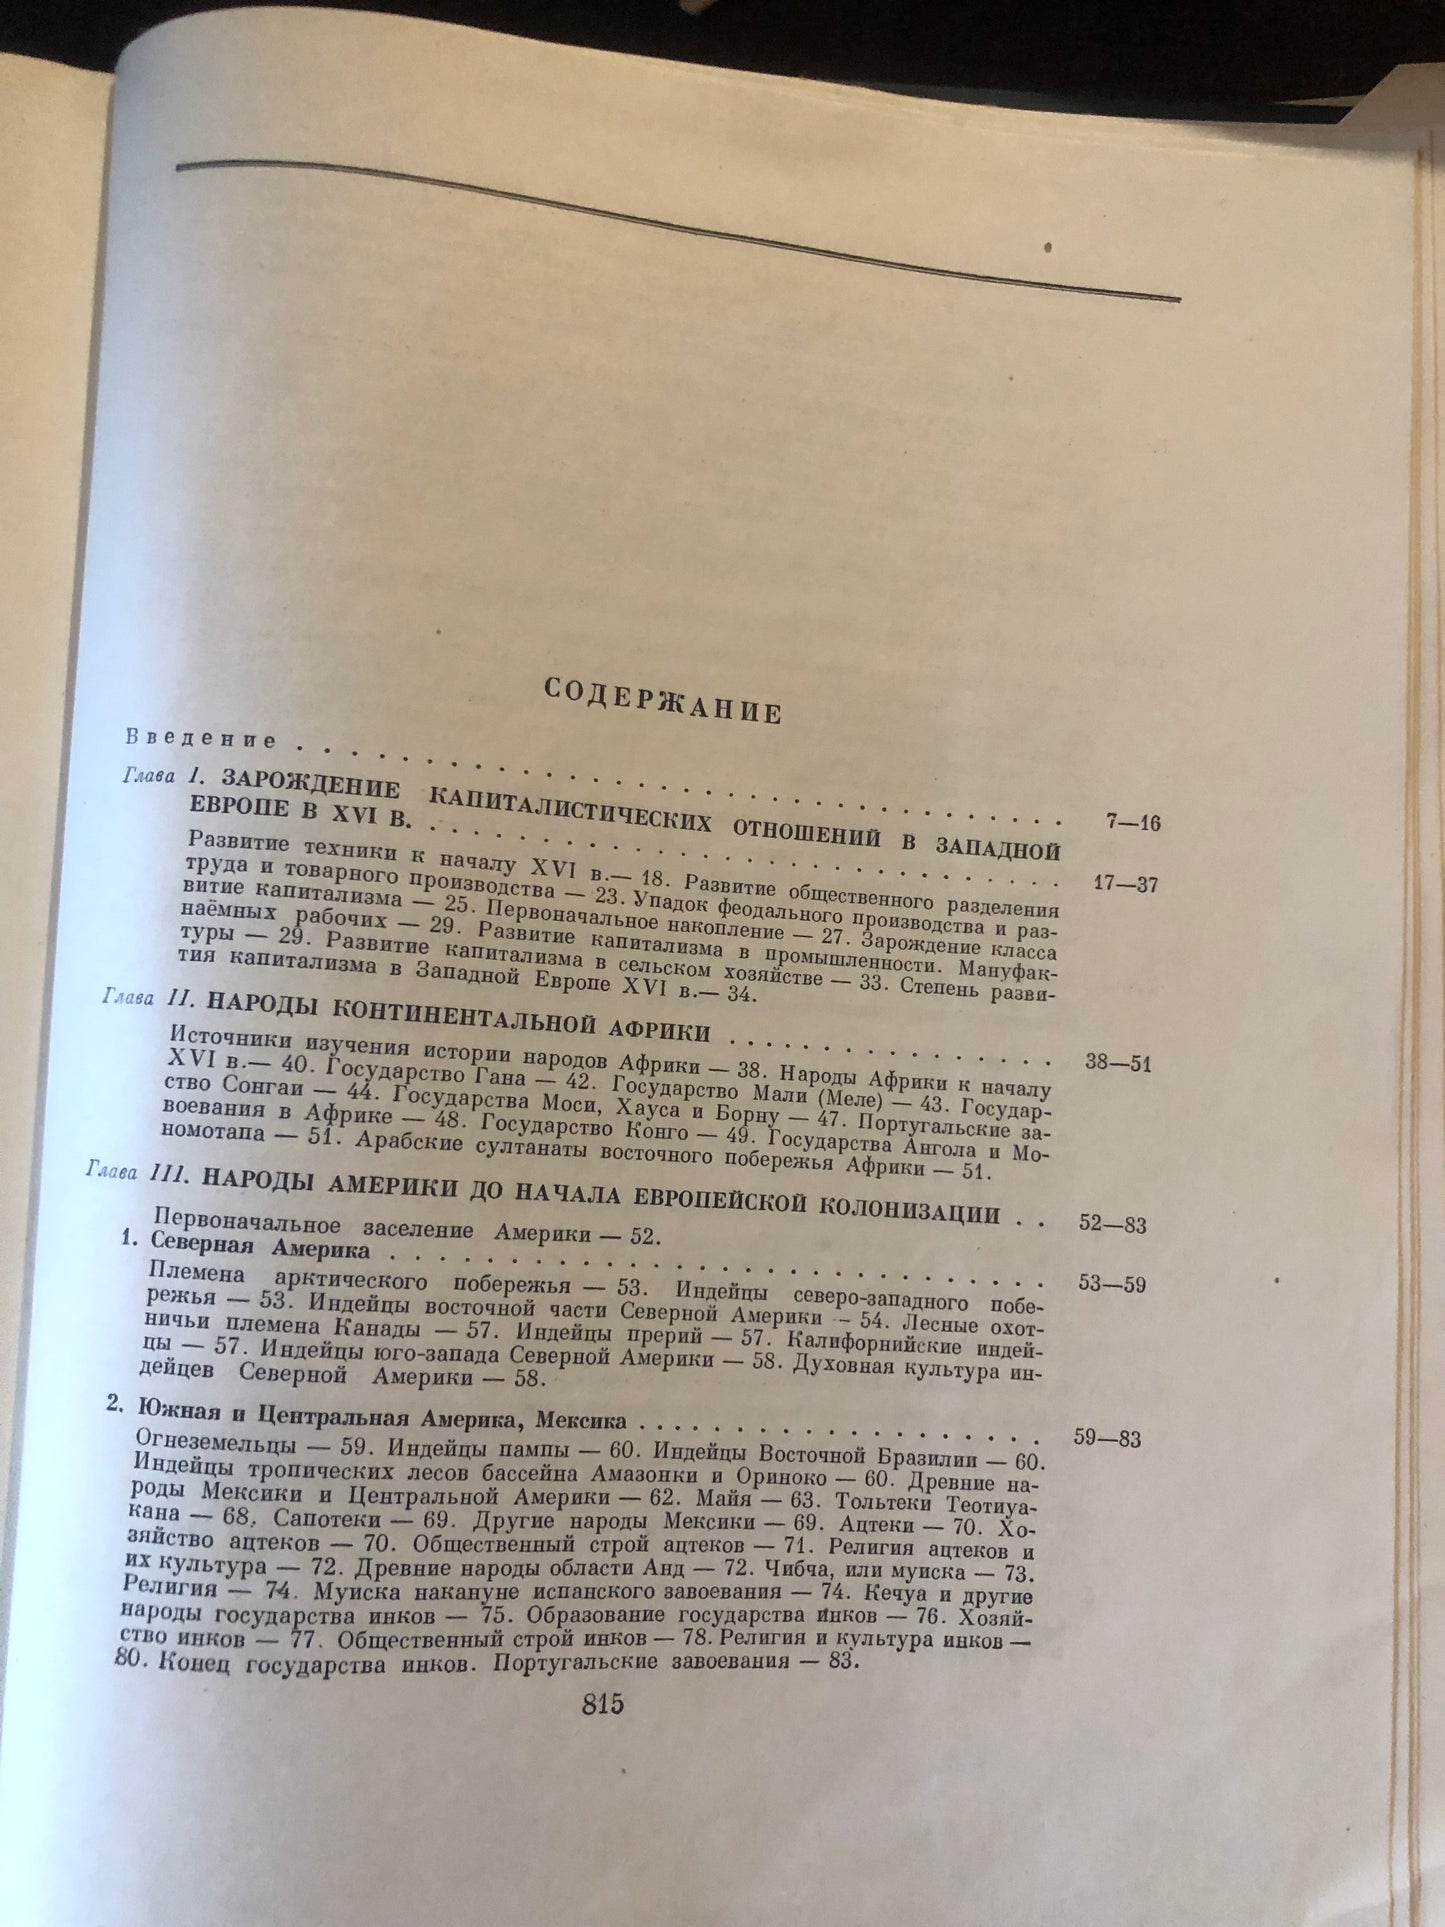 СОДЕРЖАНИЕ
Введение . . . . . . . . . . . . . . . . . . . . . . . . . . . . 7—16
Глава I. ЗАРОЖДЕНИЕ КАПИТАЛИСТИЧЕСКИХ ОТНОШЕНИЙ В ЗАПАДНОЙ
ЕВРОПЕ В XVI В. . . . . . . . . . . . . . . . . . . . . . . . . 17—37
Развитие техники к началу XVI в.— 18. Развитие общественного разделения
труда и товарного производства — 23. Упадок феодального производства и раз-
витие капитализма — 25. Первоначальное накопление — 27. Зарождение класса
наёмных рабочих — 29. Развитие капитализма в промышленности. Мануфак-
туры — 29. Развитие капитализма в сельском хозяйстве — 33. Степень разви-
тия капитализма в Западной Европе XVI в.— 34.
Глава II. НАРОДЫ КОНТИНЕНТАЛЬНОЙ АФРИКИ . . . . . . . . . . . . . . 38—51
Источники изучения истории народов Африки — 38. Народы Африки к началу
XVI в.— 40. Государство Гана — 42. Государство Мали (Меле) — 43. Государ-
ство Сонгаи — 44. Государства Моси, Хауса и Борну — 47. Португальские за-
воевания в Африке — 48. Государство Конго — 49. Государства Ангола и Мо-
номотапа — 51. Арабские султанаты восточного побережья Африки — 51.
Глава III. НАРОДЫ АМЕРИКИ ДО НАЧАЛА ЕВРОПЕЙСКОЙ КОЛОНИЗАЦИИ . . 52—83
Первоначальное заселение Америки — 52.
1. Северная Америка . . . . . . . . . . . . . . . . . . . . . . . . . 53—59
Племена арктического побережья — 53. Индейцы северо-западного побе-
режья — 53. Индейцы восточной части Северной Америки — 54. Лесные охот-
ничьи племена Канады — 57. Индейцы прерий — 57. Калифорнийские индей-
цы — 57. Индейцы юго-запада Северной Америки — 58. Духовная культура ин-
дейцев Северной Америки — 58.
2. Южная и Центральная Америка, Мексика . . . . . . . . . . . . . . . . . 59—83
Огнеземельцы — 59. Индейцы пампы — 60. Индейцы Восточной Бразилии — 60.
Индейцы тропических лесов бассейна Амазонки и Ориноко — 60. Древние на-
роды Мексики и Центральной Америки — 62. Майя — 63. Тольтеки Теотиуа-
кана — 68. Сапотеки — 69. Другие народы Мексики — 69. Ацтеки — 70. Хо-
зяйство ацтеков — 70. Общественный строй ацтеков — 71. Религия ацтеков и
их культура — 72. Древние народы области Анд — 72. Чибча, или муиска — 73.
Религия — 74. Муиска накануне испанского завоевания — 74. Кечуа и другие
народы государства инков — 75. Образование государства инков — 76. Хозяй-
ство инков — 77. Общественный строй инков — 78. Религия и культура инков —
80. Конец государства инков. Португальские завоевания — 83.
815